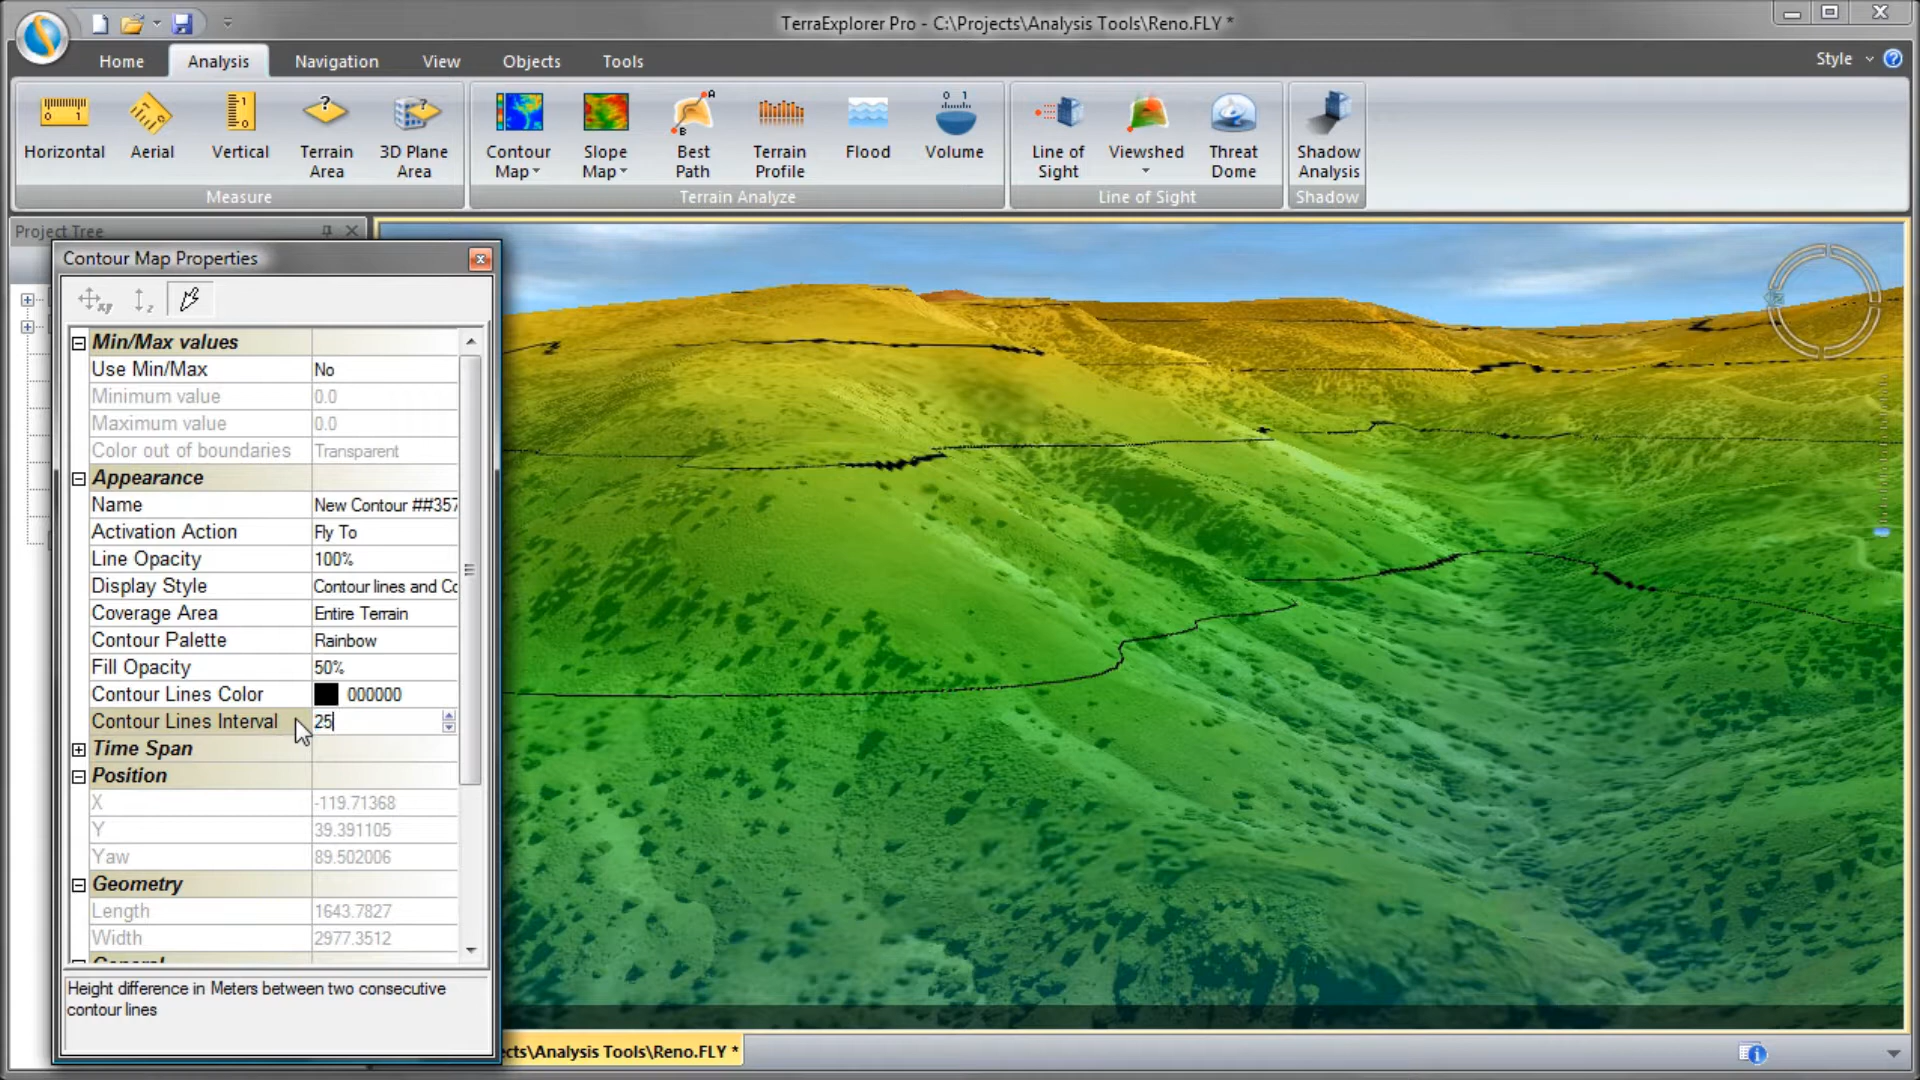 TerraExplorer Pro - C:\Projects\Analysis Tools\Reno.FLY *
Home Analysis Navigation View Objects Tools Style
Horizontal Aerial Vertical Terrain Area 3D Plane Area
Measure
Contour Map Slope Map Best Path Terrain Profile Flood Volume
Terrain Analyze
Line of Sight Viewshed Threat Dome
Line of Sight
Shadow Analysis
Shadow
Project Tree
Contour Map Properties
Min/Max values
Use Min/Max No
Minimum value 0.0
Maximum value 0.0
Color out of boundaries Transparent
Appearance
Name New Contour ##357
Activation Action Fly To
Line Opacity 100%
Display Style Contour lines and Co
Coverage Area Entire Terrain
Contour Palette Rainbow
Fill Opacity 50%
Contour Lines Color 000000
Contour Lines Interval 25
Time Span
Position
X -119.71368
Y 39.391105
Yaw 89.502006
Geometry
Length 1643.7827
Width 2977.3512
General
Height difference in Meters between two consecutive
contour lines
cts\Analysis Tools\Reno.FLY *